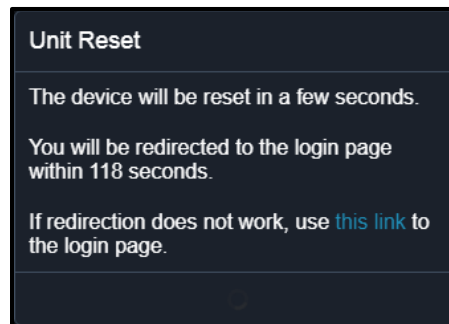 Unit Reset
The device will be reset in a few seconds.
You will be redirected to the login page
within 118 seconds.
If redirection does not work, use this link to
the login page.